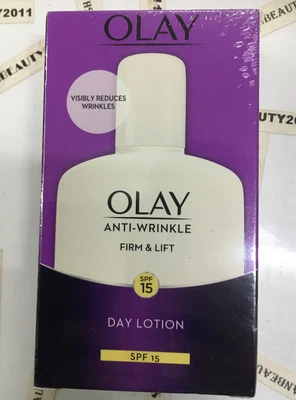 OLAY
VISIBLY REDUCES
WRINKLES
OLAY
ANTI-WRINKLE
FIRM & LIFT
SPF
15
DAY LOTION
SPF 15